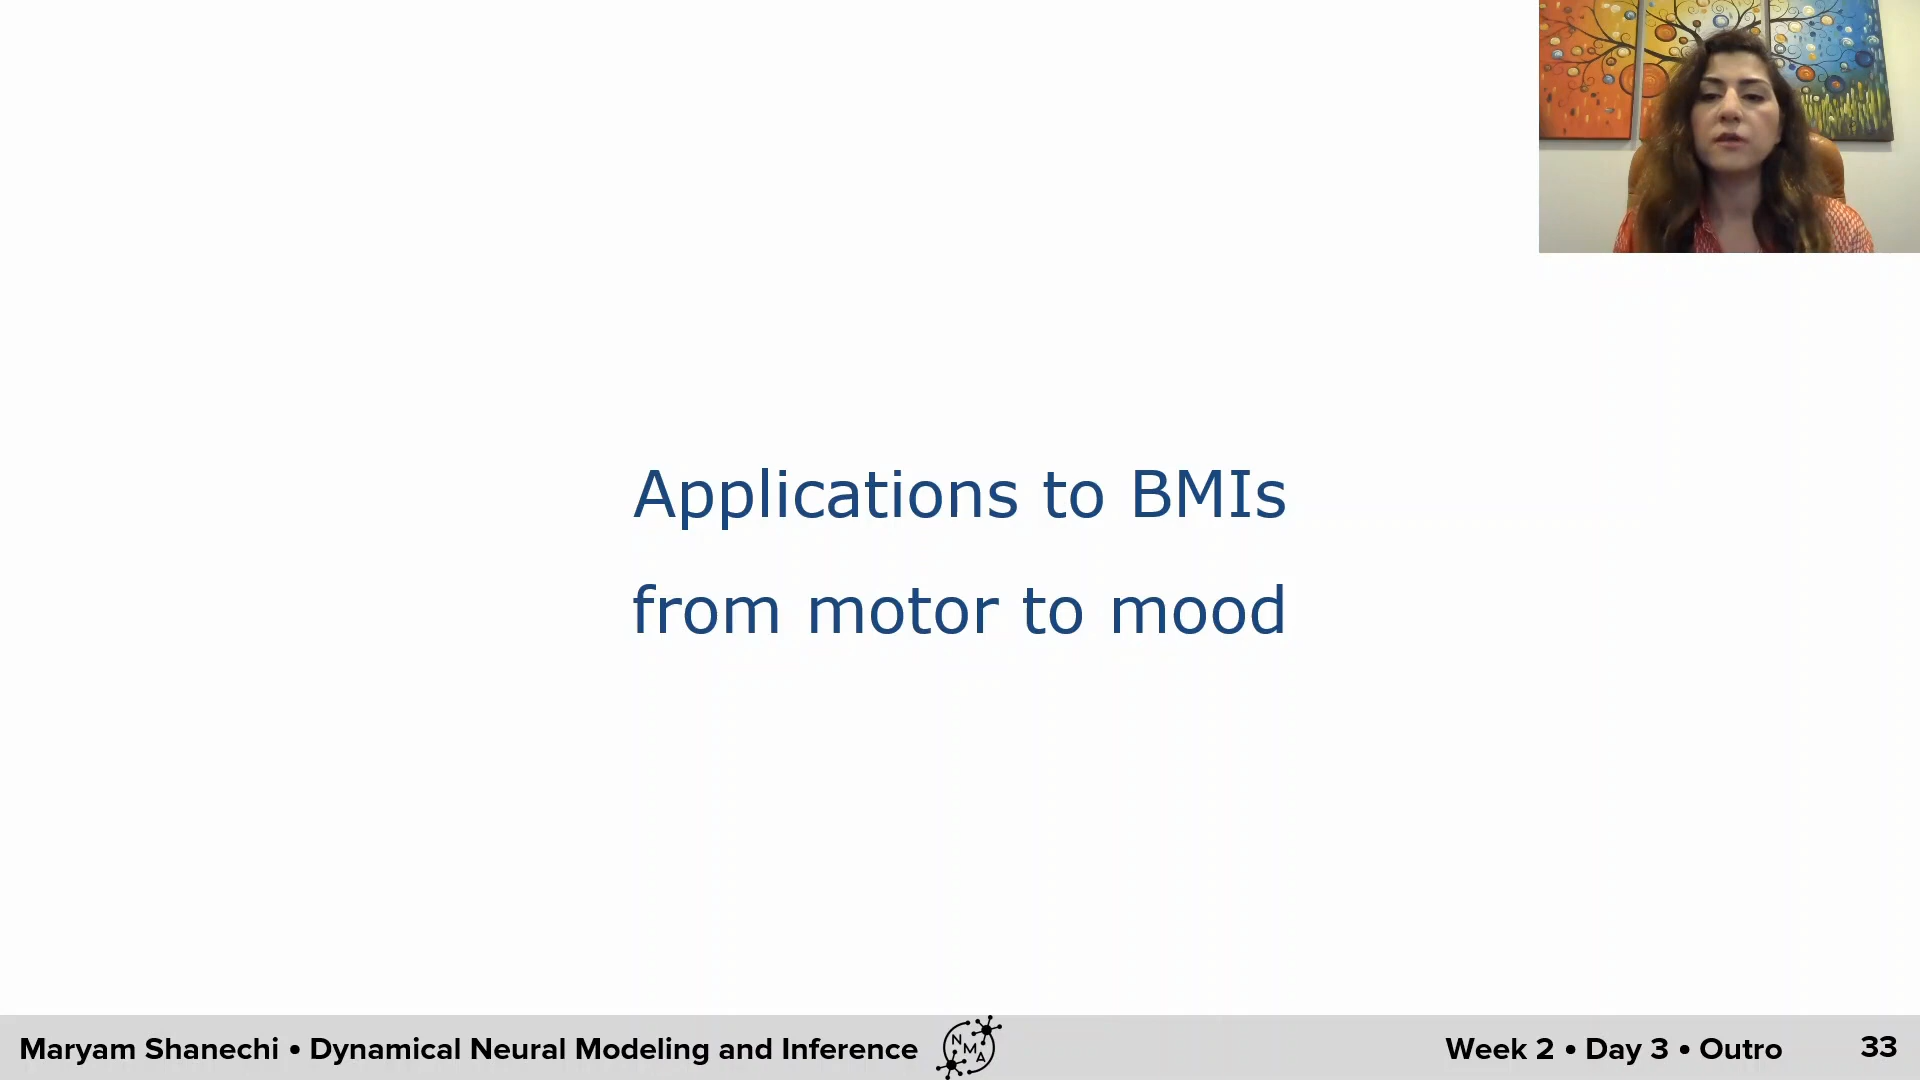 Applications to BMIs
from motor to mood
Maryam Shanechi • Dynamical Neural Modeling and Inference
NMA
Week 2 • Day 3 • Outro
33